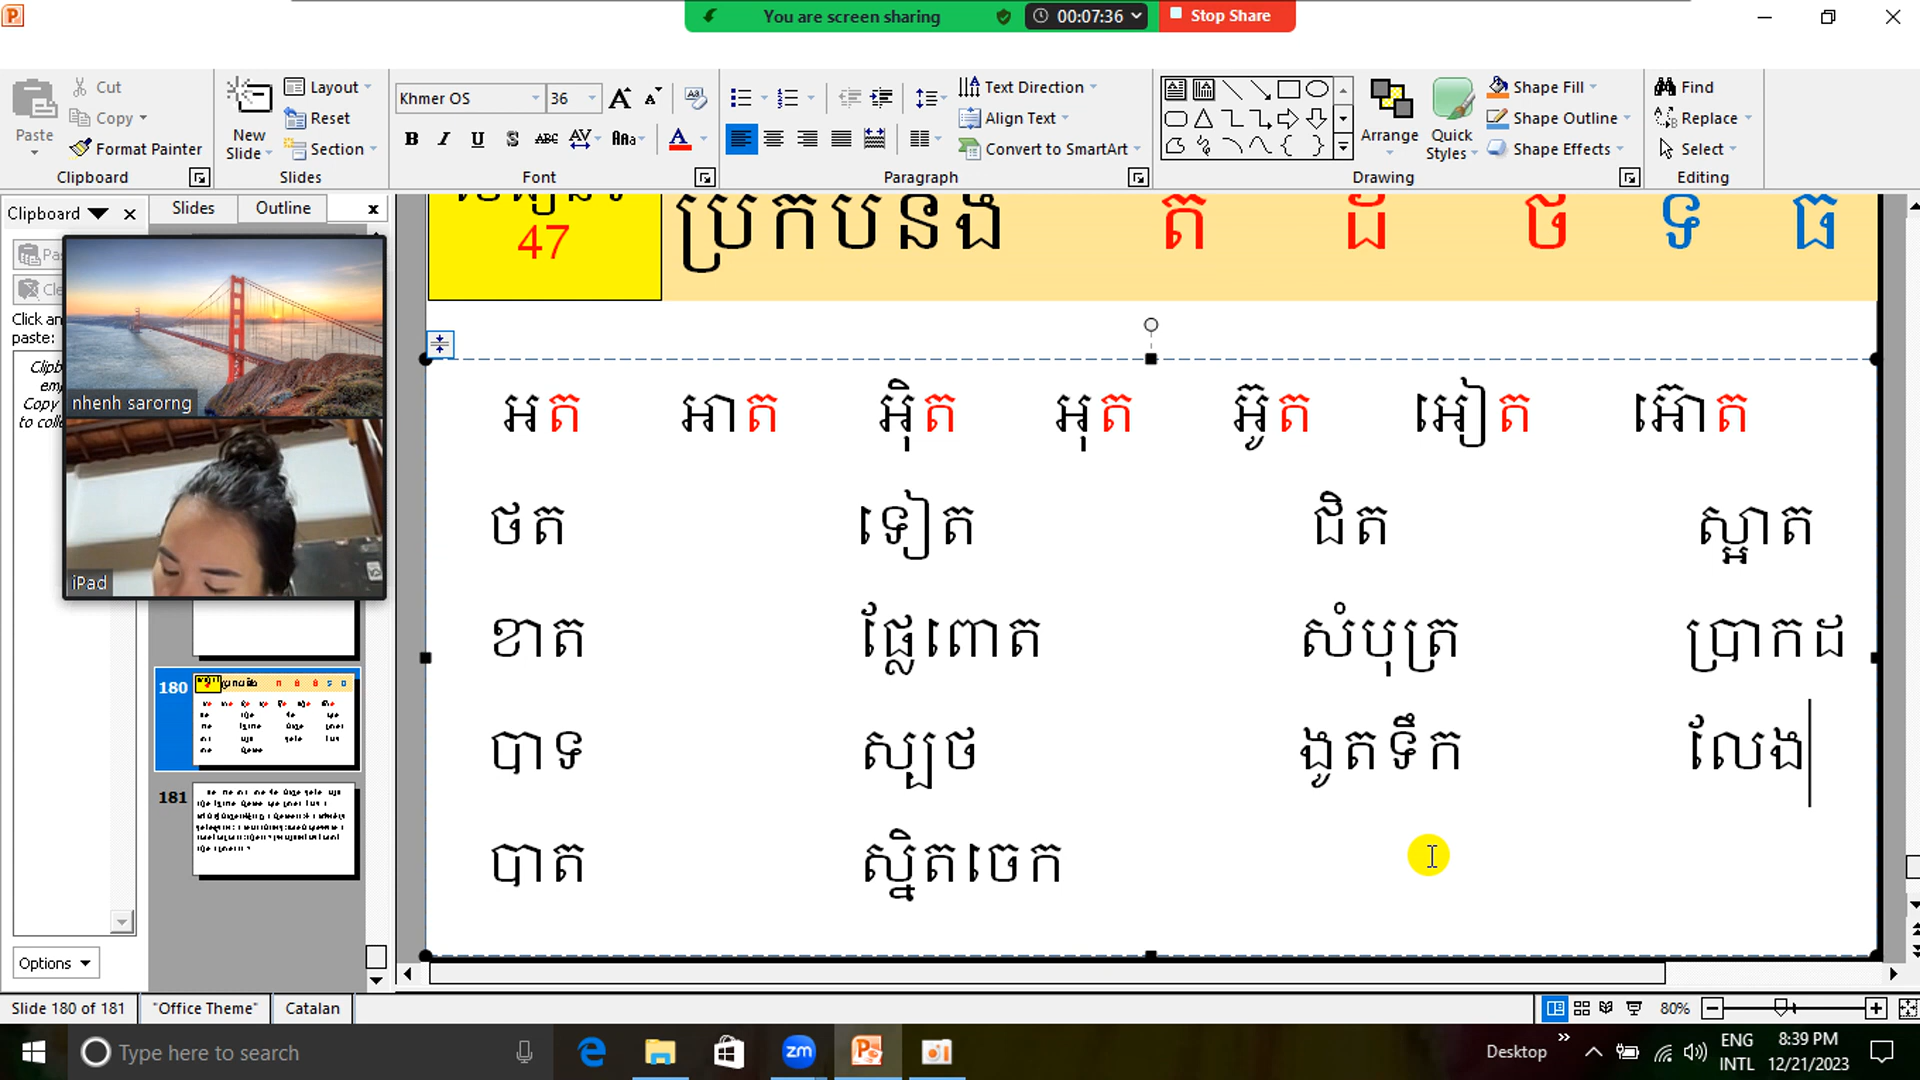 You are screen sharing 00:07:36 Stop Share
Cut
Copy
Format Painter
Paste
Clipboard
New Slide
Layout
Reset
Section
Slides
Khmer OS 36
Font
Text Direction
Align Text
Convert to SmartArt
Paragraph
Arrange
Quick Styles
Shape Fill
Shape Outline
Shape Effects
Drawing
Find
Replace
Select
Editing
Clipboard
Slides Outline
nhenh sarorng
iPad
Options
180
181
47
ប្រកបនឹង ត ដ ថ ទ ធ
អត អាត អ៊ិត អុត អ៊ូត អៀត អ៊ោត
ថត ទៀត ជិត ស្អាត
ខាត ផ្លែពោត សំបុត្រ ប្រាកដ
បាទ ស្បថ ងូតទឹក លែង
បាត ស្និតចេក
Slide 180 of 181 "Office Theme" Catalan 80%
Type here to search
Desktop ENG INTL 8:39 PM 12/21/2023